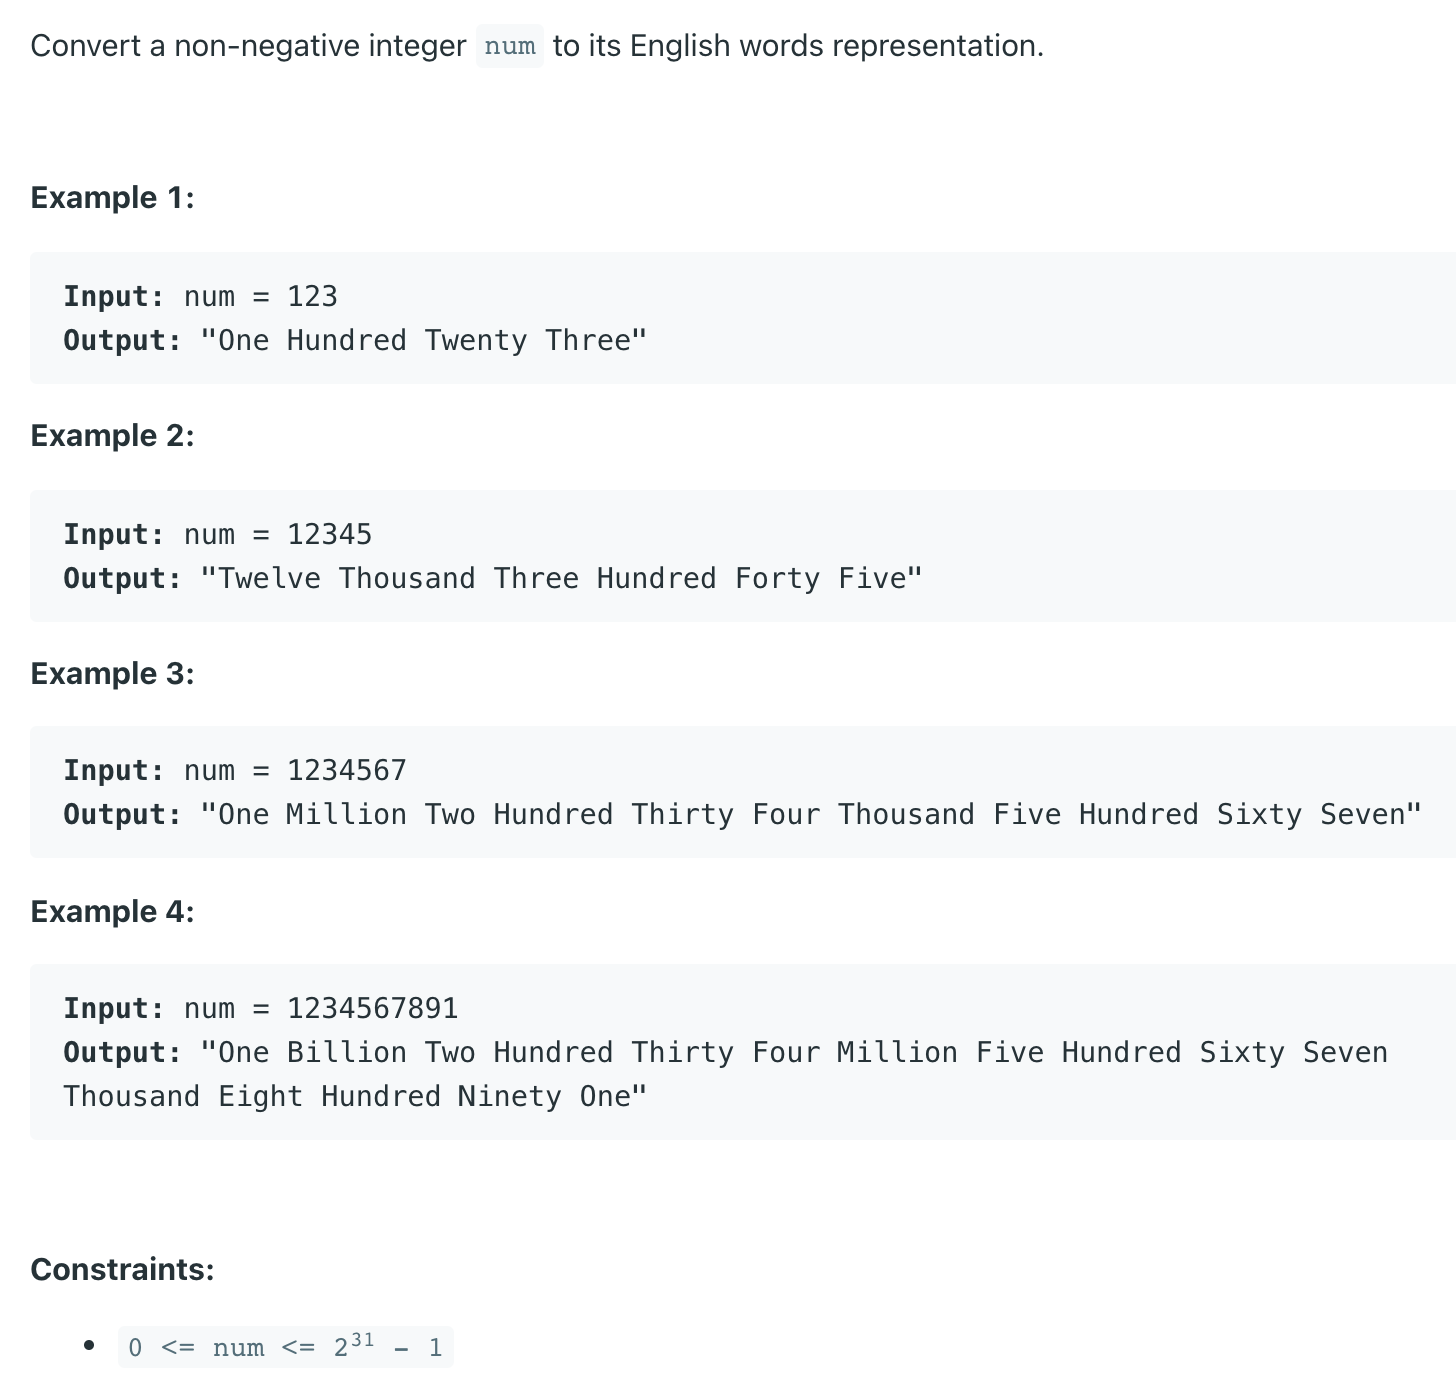 Convert a non-negative integer num to its English words representation.
Example 1:
Input: num = 123
Output: "One Hundred Twenty Three"
Example 2:
Input: num = 12345
Output: "Twelve Thousand Three Hundred Forty Five"
Example 3:
Input: num = 1234567
Output: "One Million Two Hundred Thirty Four Thousand Five Hundred Sixty Seven"
Example 4:
Input: num = 1234567891
Output: "One Billion Two Hundred Thirty Four Million Five Hundred Sixty Seven
Thousand Eight Hundred Ninety One"
Constraints:
• 0 <= num <= 2³¹ - 1